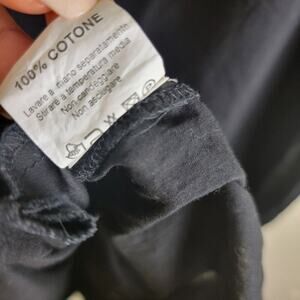 100% COTONE
Lavare a mano separatamente
Stirare a temperatura media
Non candeggiare
Non asciugare